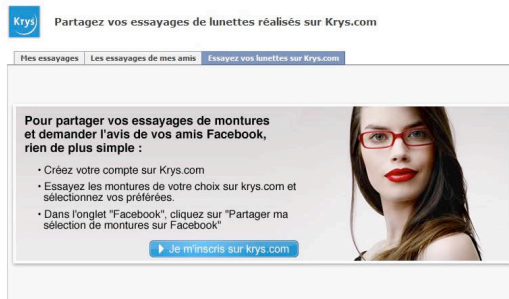 Krys
Partagez vos essayages de lunettes réalisés sur Krys.com
Mes essayages
Les essayages de mes amis
Essayez vos lunettes sur Krys.com
Pour partager vos essayages de montures
et demander l'avis de vos amis Facebook,
rien de plus simple :
• Créez votre compte sur Krys.com
• Essayez les montures de votre choix sur krys.com et
sélectionnez vos préférées.
• Dans l'onglet "Facebook", cliquez sur "Partager ma
sélection de montures sur Facebook"
Je m'inscris sur krys.com